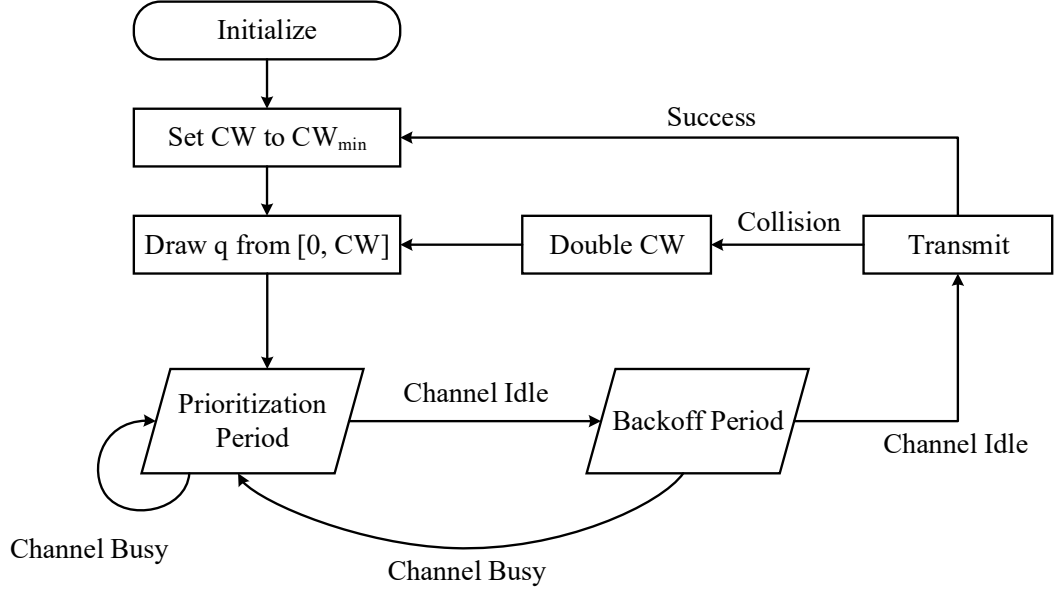 Initialize
Set CW to CWmin
Success
Draw q from [0, CW]
Double CW
Collision
Transmit
Prioritization
Period
Channel Idle
Backoff Period
Channel Idle
Channel Busy
Channel Busy